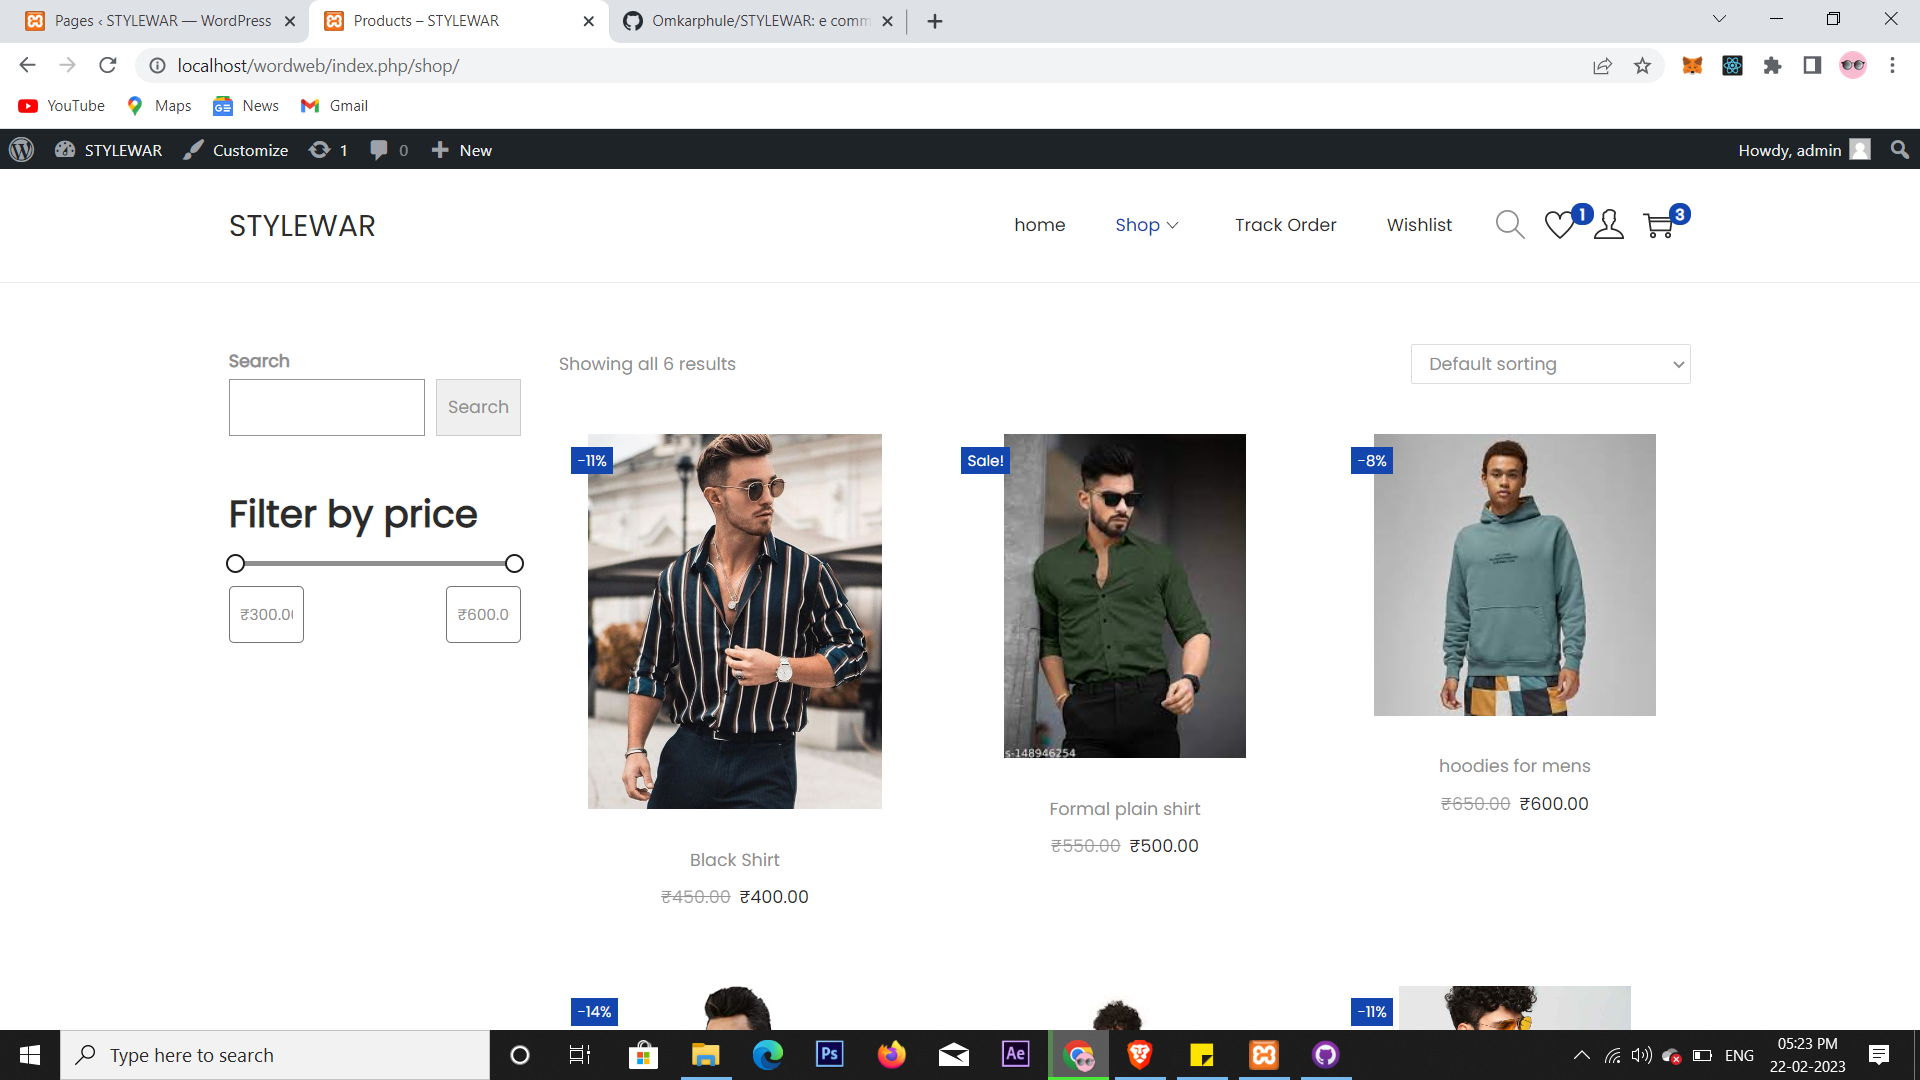 Pages ‹ STYLEWAR — WordPress
Products – STYLEWAR
Omkarphule/STYLEWAR: e comm
localhost/wordweb/index.php/shop/
YouTube Maps News Gmail
STYLEWAR Customize 1 0 New Howdy, admin
STYLEWAR
home Shop Track Order Wishlist 1 3
Search
Search
Filter by price
₹300.0
₹600.0
Showing all 6 results
Default sorting
-11%
Black Shirt
₹450.00 ₹400.00
Sale!
s-148946254
Formal plain shirt
₹550.00 ₹500.00
-8%
hoodies for mens
₹650.00 ₹600.00
-14%
-11%
Type here to search
Ps
Ae
ENG
05:23 PM
22-02-2023